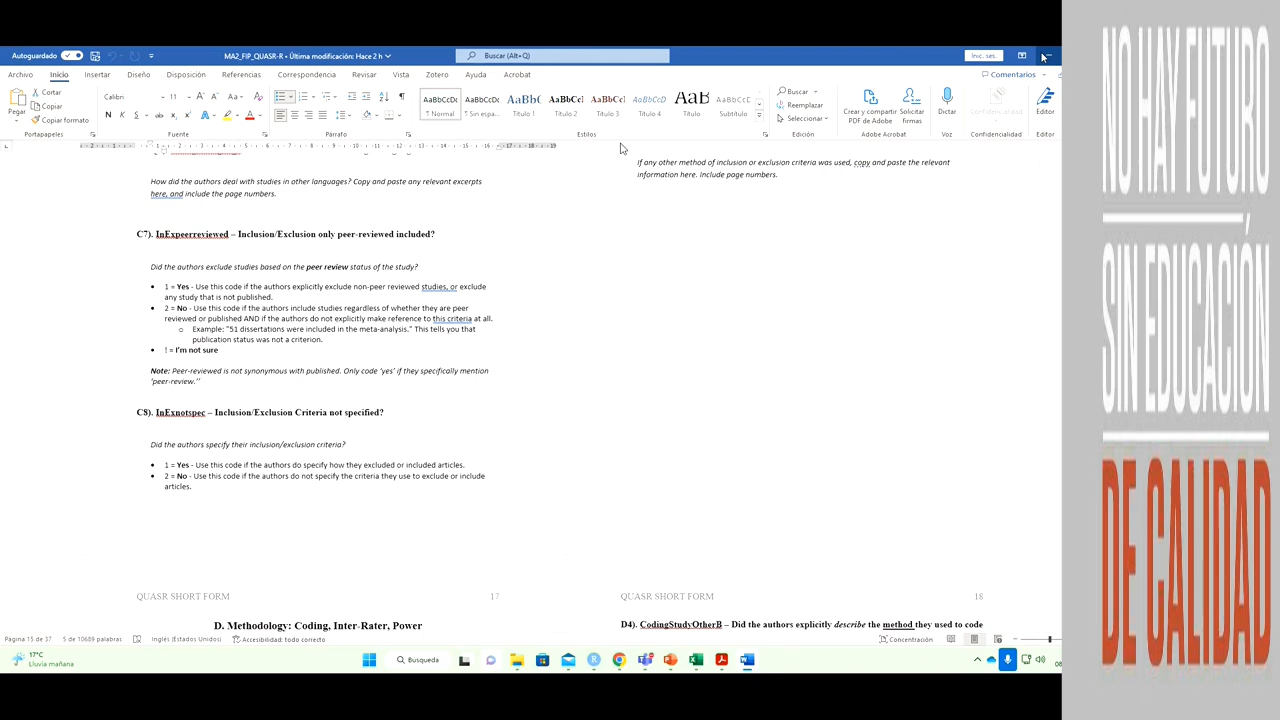 Autoguardado
MA2_FIP_QUASR-R • Última modificación: Hace 2 h
Buscar (Alt+Q)
Inic. ses.
Archivo Inicio Insertar Diseño Disposición Referencias Correspondencia Revisar Vista Zotero Ayuda Acrobat
Comentarios
Pegar
Cortar
Copiar
Copiar formato
Portapapeles
Calibri 11
Fuente
Párrafo
AaBbCcDc AaBbCcDc AaBbC AaBbCc AaBbCcD AaBbCcD AaB AaBbCcD
Normal Sin espa... Título 1 Título 2 Título 3 Título 4 Título Subtítulo
Estilos
Buscar
Reemplazar
Seleccionar
Edición
Crear y compartir PDF de Adobe
Solicitar firmas
Adobe Acrobat
Dictar
Voz
Confidencialidad
Editor
Editor
How did the authors deal with studies in other languages? Copy and paste any relevant excerpts
here, and include the page numbers.
C7). InExpeerreviewed – Inclusion/Exclusion only peer-reviewed included?
Did the authors exclude studies based on the peer review status of the study?
• 1 = Yes - Use this code if the authors explicitly exclude non-peer reviewed studies, or exclude
any study that is not published.
• 2 = No - Use this code if the authors include studies regardless of whether they are peer
reviewed or published AND if the authors do not explicitly make reference to this criteria at all.
o Example: "51 dissertations were included in the meta-analysis." This tells you that
publication status was not a criterion.
• ! = I'm not sure
Note: Peer-reviewed is not synonymous with published. Only code 'yes' if they specifically mention
'peer-review.''
C8). InExnotspec – Inclusion/Exclusion Criteria not specified?
Did the authors specify their inclusion/exclusion criteria?
• 1 = Yes - Use this code if the authors do specify how they excluded or included articles.
• 2 = No - Use this code if the authors do not specify the criteria they use to exclude or include
articles.
QUASR SHORT FORM 17
D. Methodology: Coding, Inter-Rater, Power
If any other method of inclusion or exclusion criteria was used, copy and paste the relevant
information here. Include page numbers.
QUASR SHORT FORM 18
D4). CodingStudyOtherB – Did the authors explicitly describe the method they used to code
Página 15 de 37 5 de 10689 palabras Inglés (Estados Unidos) Accesibilidad: todo correcto
Concentración
17°C
Lluvia mañana
Busqueda
NO HAY FUTURO
SIN EDUCACIÓN
DE CALIDAD